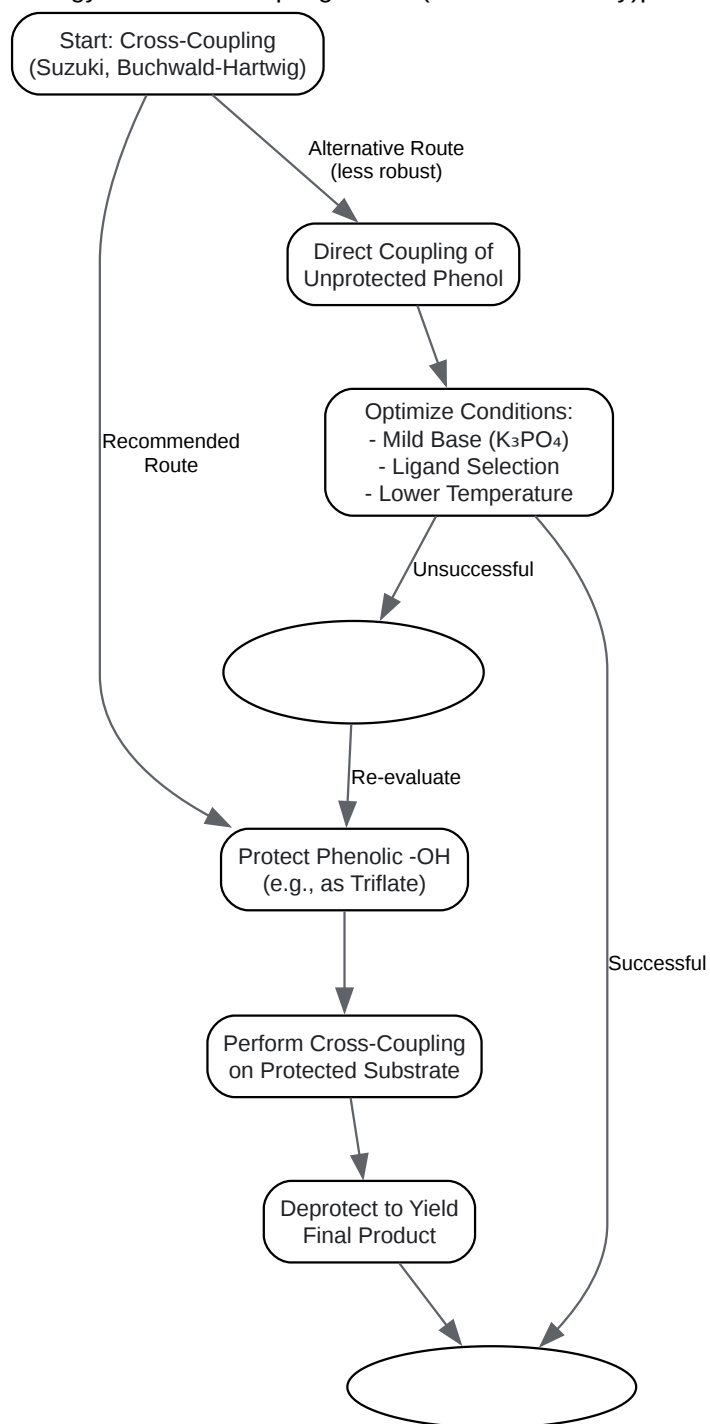 Start: Cross-Coupling
(Suzuki, Buchwald-Hartwig)
Alternative Route
(less robust)
Direct Coupling of
Unprotected Phenol
Recommended
Route
Optimize Conditions:
- Mild Base (K₃PO₄)
- Ligand Selection
- Lower Temperature
Unsuccessful
Re-evaluate
Protect Phenolic -OH
(e.g., as Triflate)
Successful
Perform Cross-Coupling
on Protected Substrate
Deprotect to Yield
Final Product